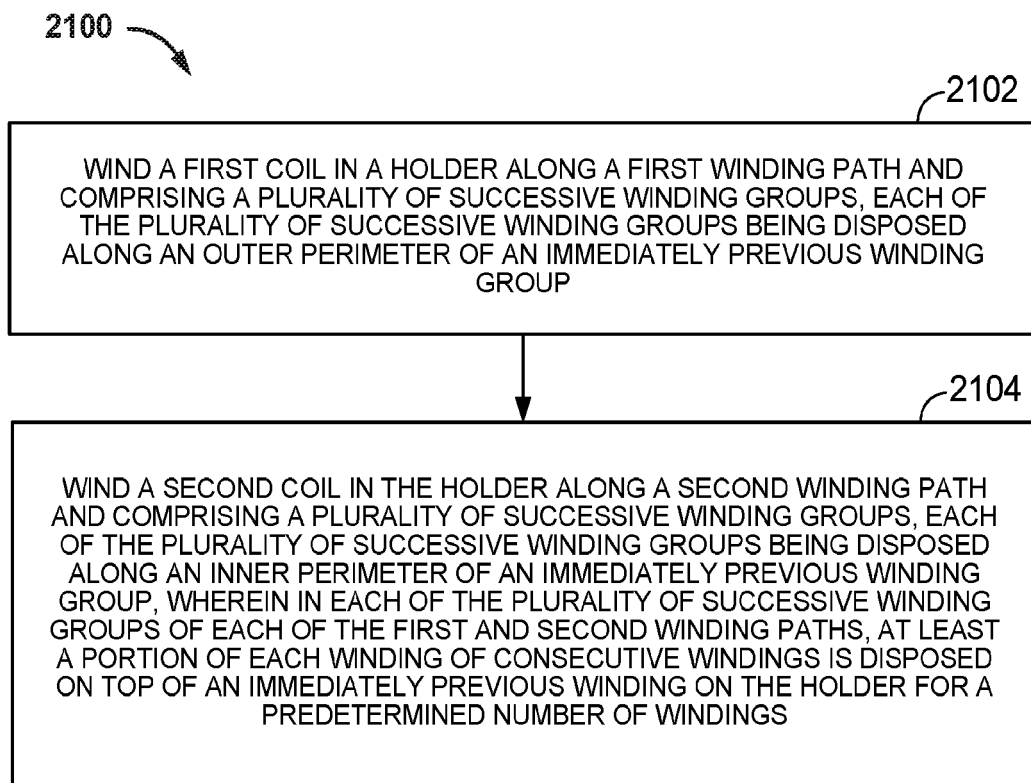 2100
2102
WIND A FIRST COIL IN A HOLDER ALONG A FIRST WINDING PATH AND
COMPRISING A PLURALITY OF SUCCESSIVE WINDING GROUPS, EACH OF
THE PLURALITY OF SUCCESSIVE WINDING GROUPS BEING DISPOSED
ALONG AN OUTER PERIMETER OF AN IMMEDIATELY PREVIOUS WINDING
GROUP
2104
WIND A SECOND COIL IN THE HOLDER ALONG A SECOND WINDING PATH
AND COMPRISING A PLURALITY OF SUCCESSIVE WINDING GROUPS, EACH
OF THE PLURALITY OF SUCCESSIVE WINDING GROUPS BEING DISPOSED
ALONG AN INNER PERIMETER OF AN IMMEDIATELY PREVIOUS WINDING
GROUP, WHEREIN IN EACH OF THE PLURALITY OF SUCCESSIVE WINDING
GROUPS OF EACH OF THE FIRST AND SECOND WINDING PATHS, AT LEAST
A PORTION OF EACH WINDING OF CONSECUTIVE WINDINGS IS DISPOSED
ON TOP OF AN IMMEDIATELY PREVIOUS WINDING ON THE HOLDER FOR A
PREDETERMINED NUMBER OF WINDINGS